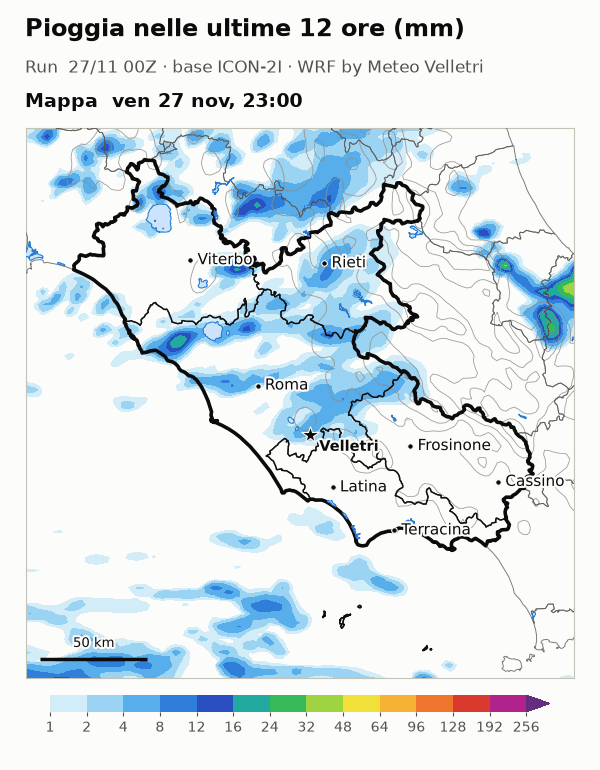 Pioggia nelle ultime 12 ore (mm)
Run  27/11 00Z · base ICON-2I · WRF by Meteo Velletri
Mappa  ven 27 nov, 23:00
Viterbo
Rieti
Roma
Velletri
Frosinone
Cassino
Latina
Terracina
50 km
1 2 4 8 12 16 24 32 48 64 96 128 192 256